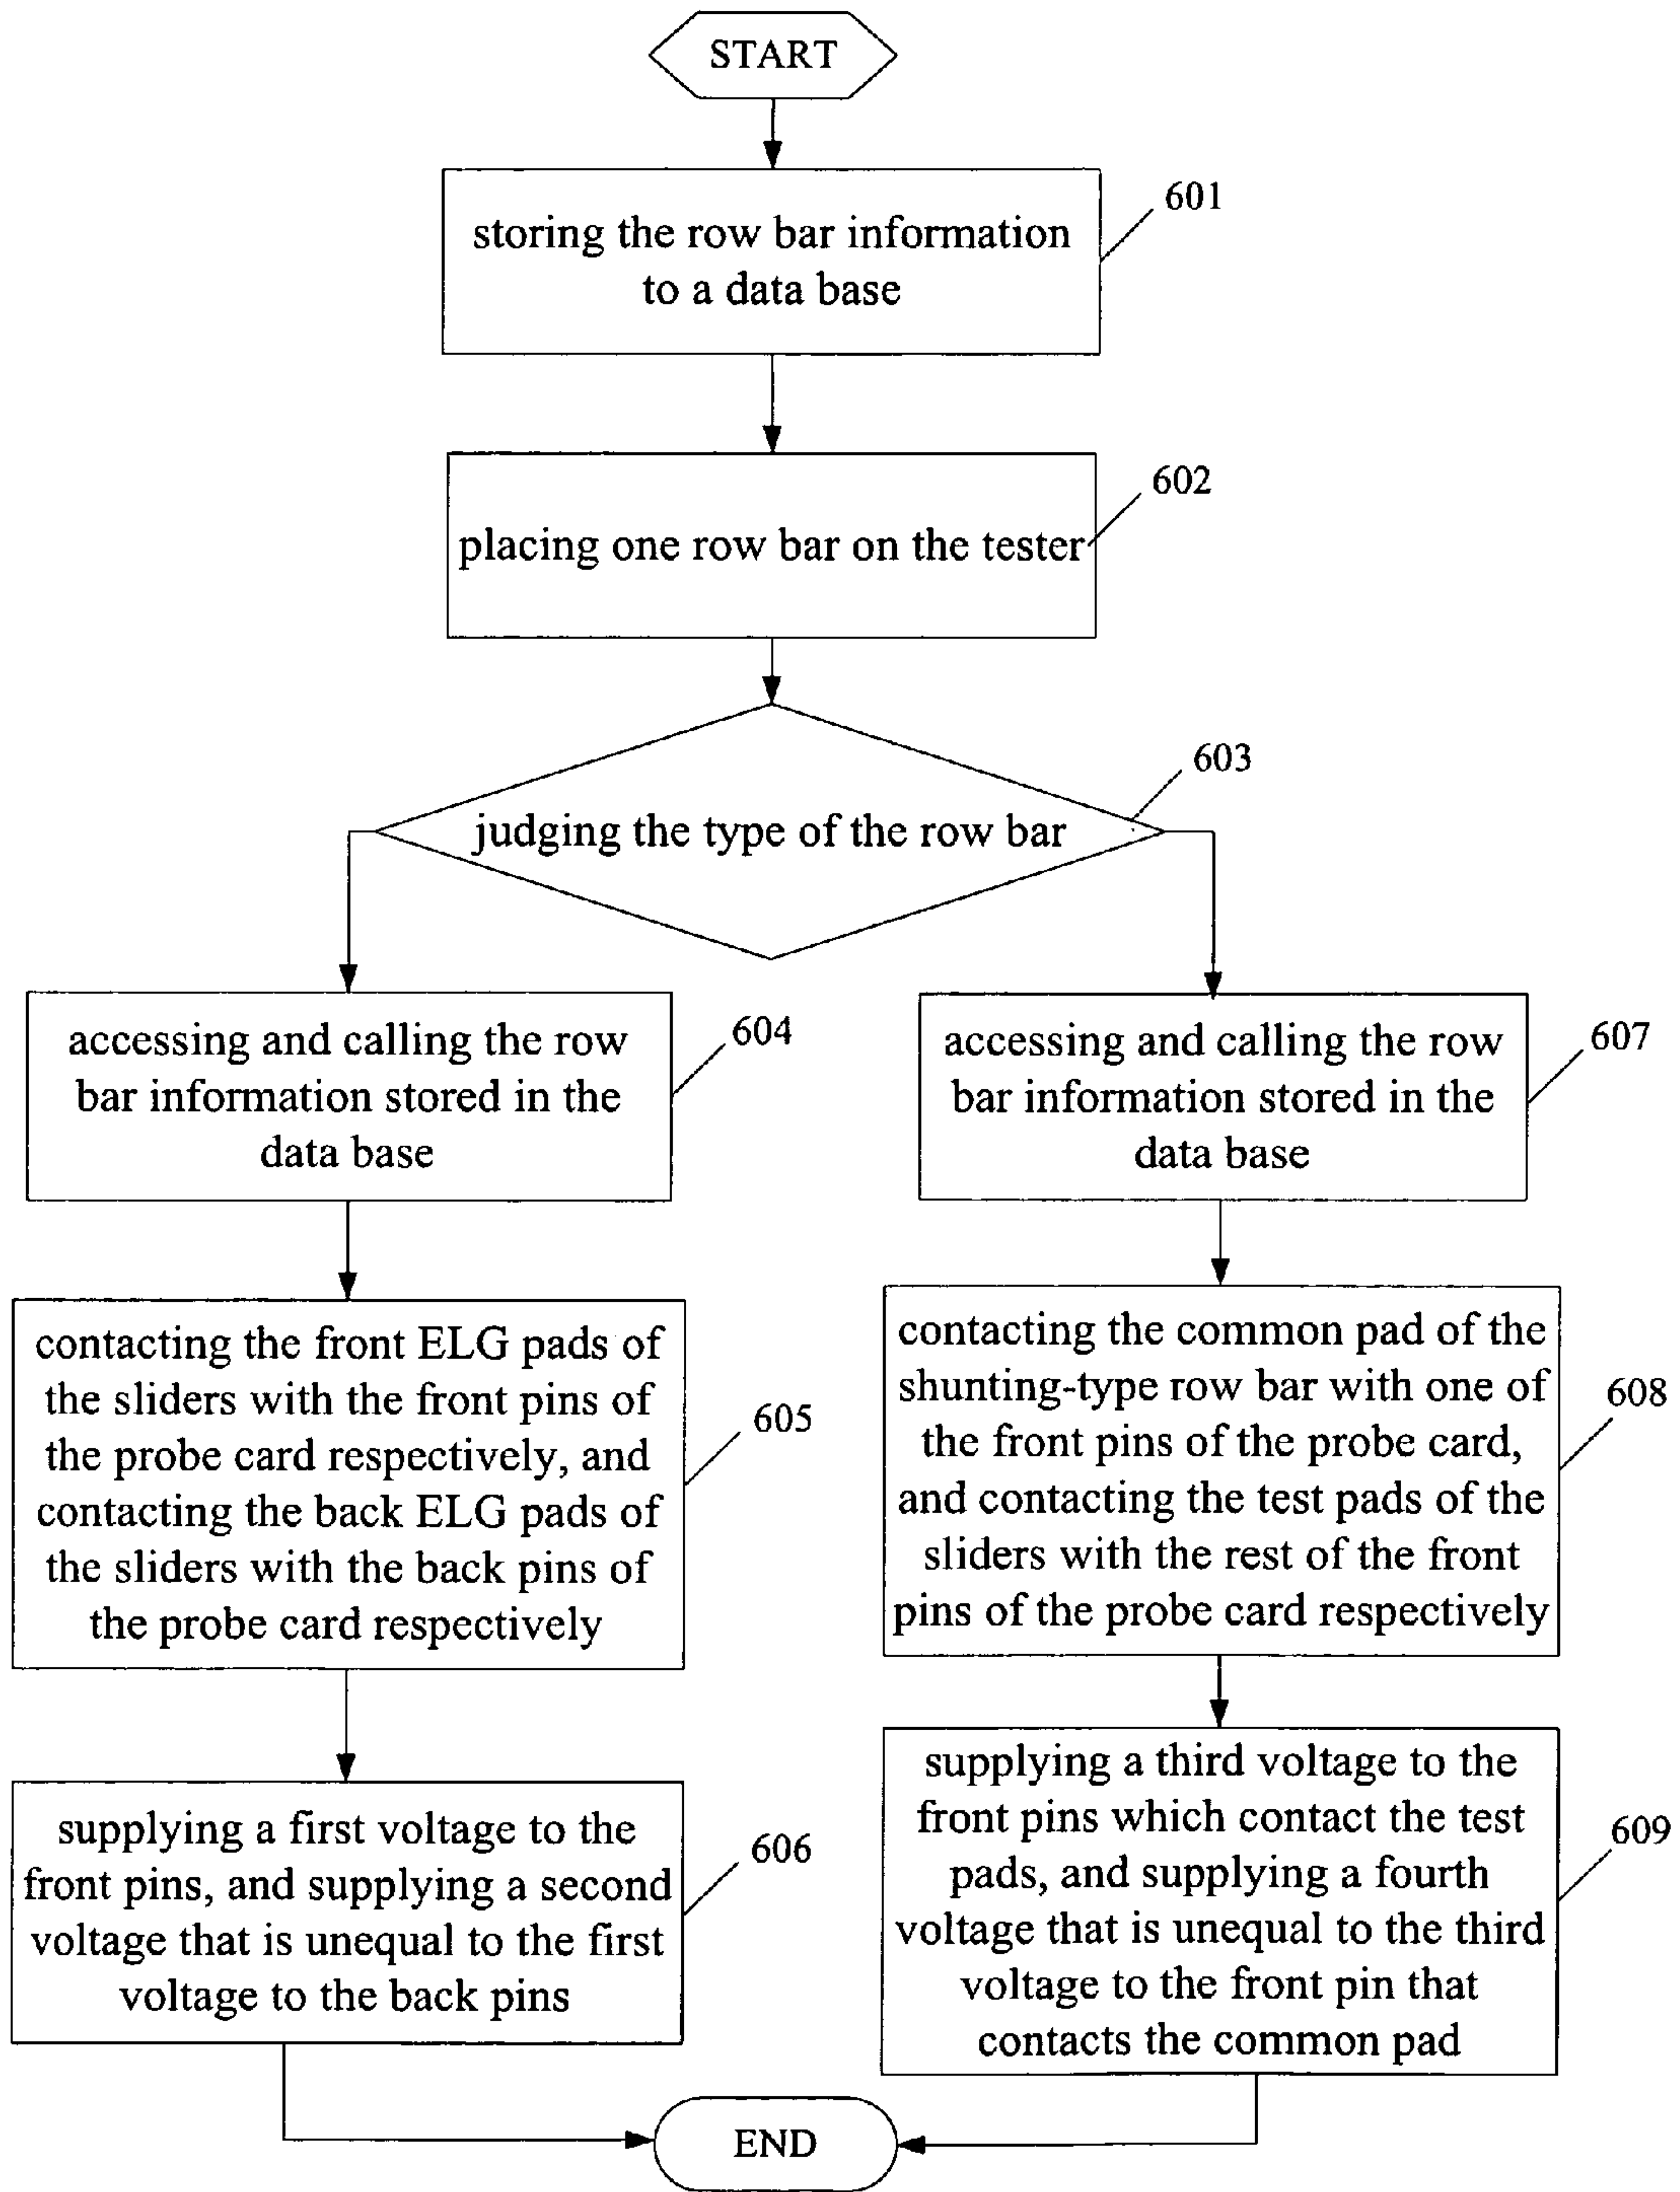 START
601
storing the row bar information
to a data base
602
placing one row bar on the tester
603
judging the type of the row bar
604
accessing and calling the row
bar information stored in the
data base
607
accessing and calling the row
bar information stored in the
data base
605
contacting the front ELG pads of
the sliders with the front pins of
the probe card respectively, and
contacting the back ELG pads of
the sliders with the back pins of
the probe card respectively
608
contacting the common pad of the
shunting-type row bar with one of
the front pins of the probe card,
and contacting the test pads of the
sliders with the rest of the front
pins of the probe card respectively
606
supplying a first voltage to the
front pins, and supplying a second
voltage that is unequal to the first
voltage to the back pins
609
supplying a third voltage to the
front pins which contact the test
pads, and supplying a fourth
voltage that is unequal to the third
voltage to the front pin that
contacts the common pad
END